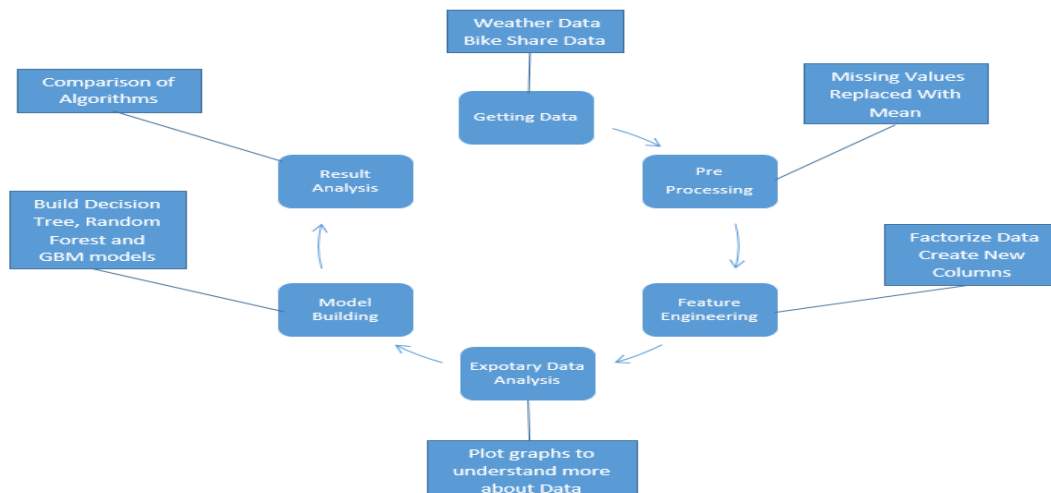 Weather Data
Bike Share Data
Getting Data
Missing Values
Replaced With
Mean
Pre
Processing
Factorize Data
Create New
Columns
Feature
Engineering
Expotary Data
Analysis
Plot graphs to
understand more
about Data
Model
Building
Build Decision
Tree, Random
Forest and
GBM models
Result
Analysis
Comparison of
Algorithms